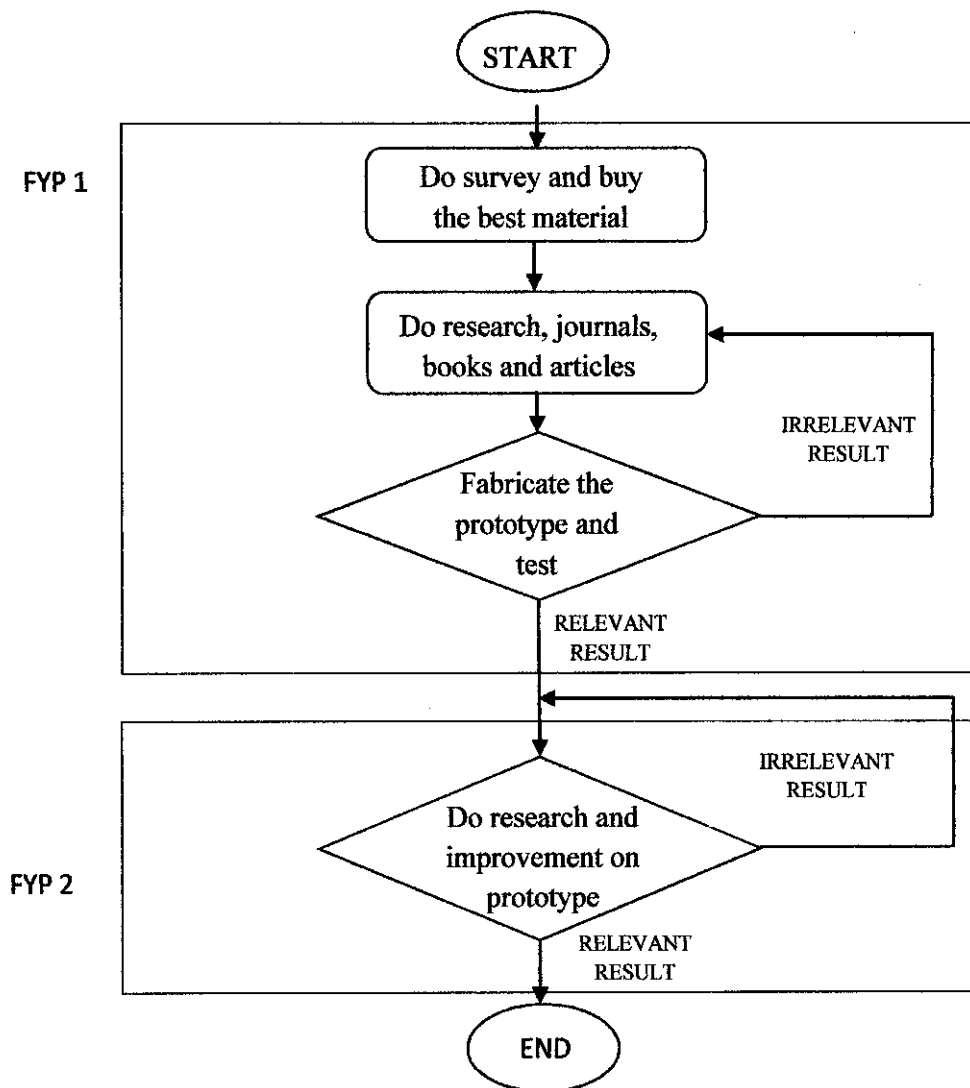 START
FYP 1
Do survey and buy
the best material
Do research, journals,
books and articles
IRRELEVANT
RESULT
Fabricate the
prototype and
test
RELEVANT
RESULT
IRRELEVANT
RESULT
Do research and
improvement on
prototype
FYP 2
RELEVANT
RESULT
END